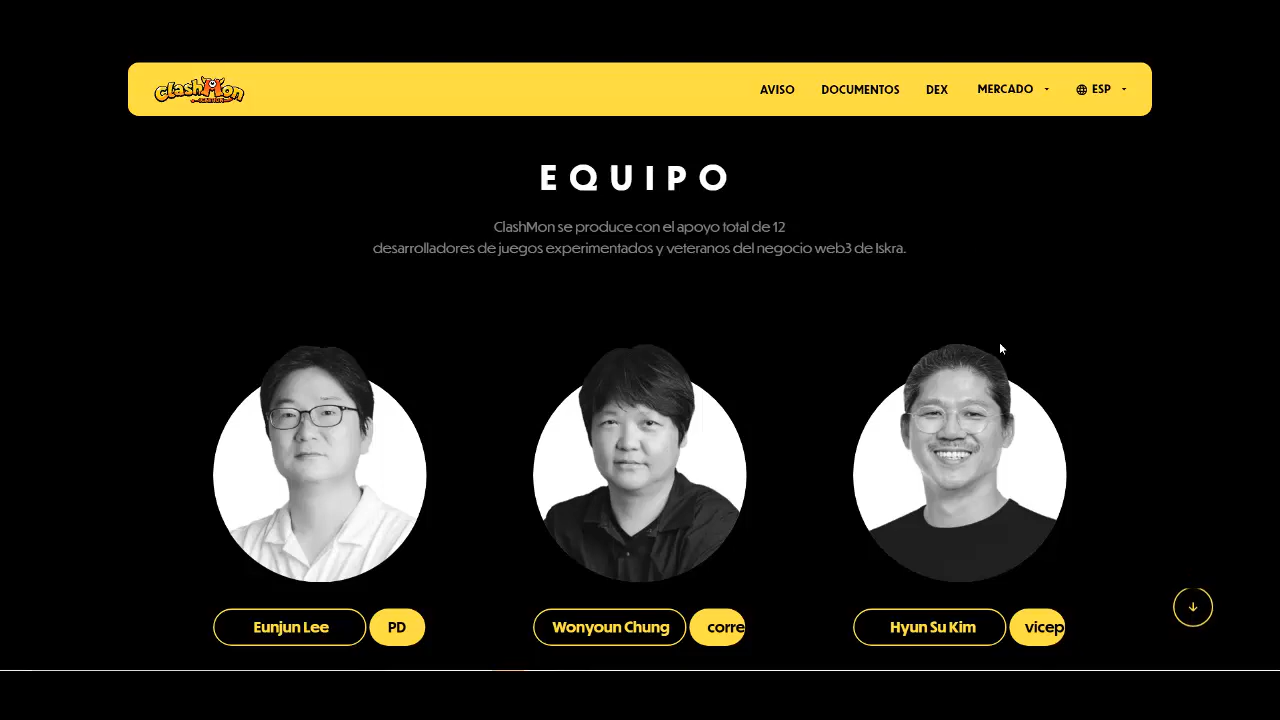 ClashMon
AVISO
DOCUMENTOS
DEX
MERCADO
ESP
EQUIPO
ClashMon se produce con el apoyo total de 12
desarrolladores de juegos experimentados y veteranos del negocio web3 de Iskra.
Eunjun Lee
PD
Wonyoun Chung
corre
Hyun Su Kim
vicep